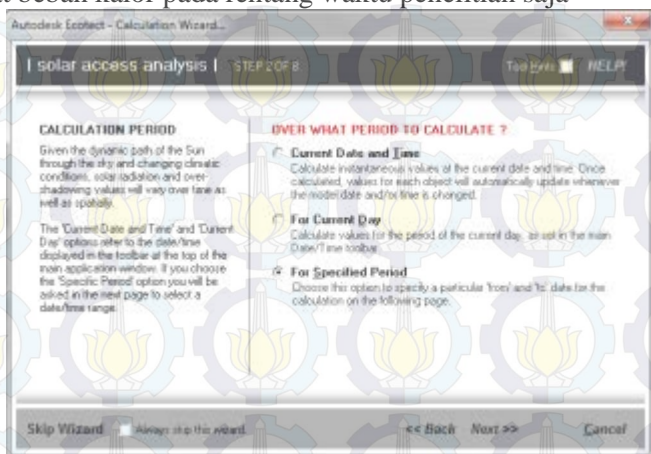 beban kalor pada rentang waktu penelitian saja
Autodesk Ecotect - Calculation Wizard...
| solar access analysis | STEP 2 OF 8
Tool Hints HELP!
CALCULATION PERIOD
Given the dynamic path of the Sun
through the sky and changing climatic
conditions, solar radiation and over-
shadowing values will vary over time as
well as spatially.
The 'Current Date and Time' and 'Current
Day' options refer to the date/time
displayed in the toolbar at the top of the
main application window. If you choose
the 'Specific Period' option you will be
asked in the next page to select a
date/time range.
OVER WHAT PERIOD TO CALCULATE ?
Current Date and Time
Calculate instantaneous values at the current date and time. Once
calculated, values for each object will automatically update whenever
the model date and/or time is changed.
For Current Day
Calculate values for the period of the current day, as set in the main
Date/Time toolbar.
For Specified Period
Choose this option to specify a particular 'from' and 'to' date for the
calculation on the following page.
Skip Wizard Always skip this wizard.
<< Back Next >> Cancel